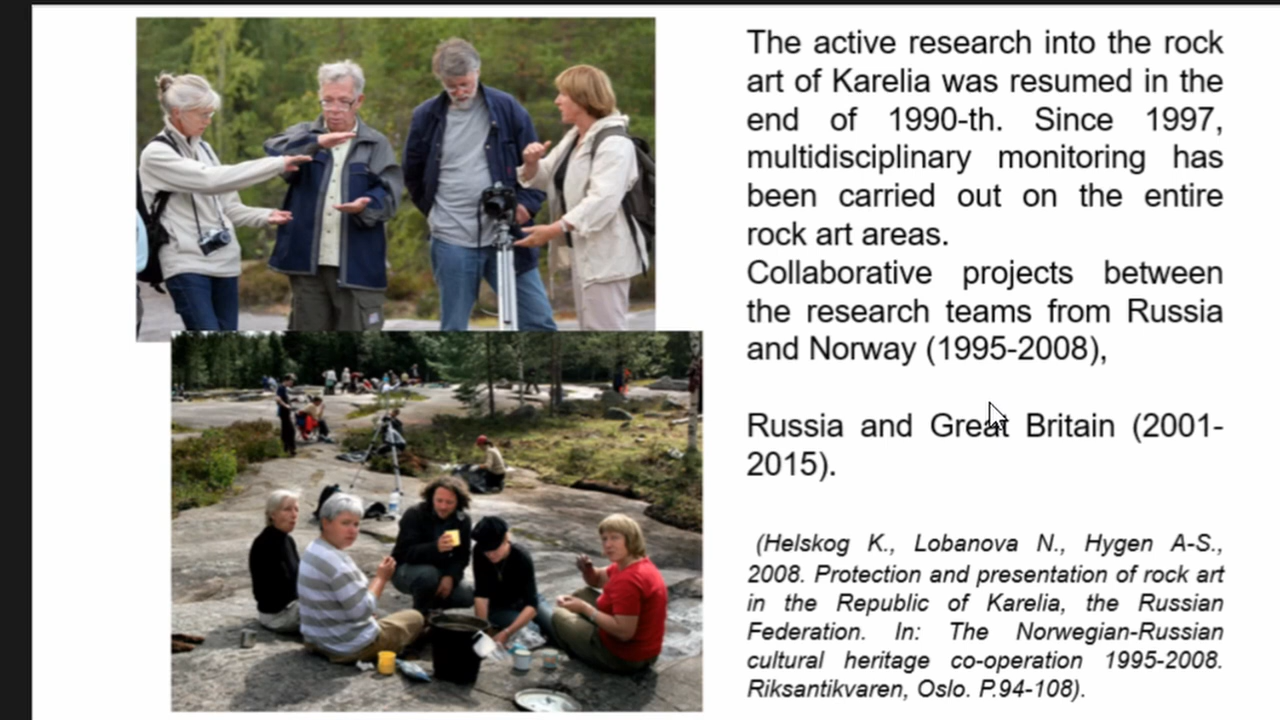 The active research into the rock
art of Karelia was resumed in the
end of 1990-th. Since 1997,
multidisciplinary monitoring has
been carried out on the entire
rock art areas.
Collaborative projects between
the research teams from Russia
and Norway (1995-2008),
Russia and Great Britain (2001-
2015).
(Helskog K., Lobanova N., Hygen A-S.,
2008. Protection and presentation of rock art
in the Republic of Karelia, the Russian
Federation. In: The Norwegian-Russian
cultural heritage co-operation 1995-2008.
Riksantikvaren, Oslo. P.94-108).